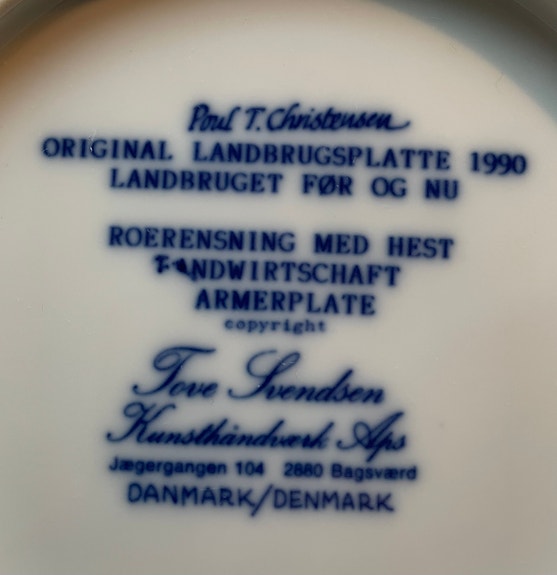 Poul T. Christensen
ORIGINAL LANDBRUGSPLATTE 1990
LANDBRUGET FØR OG NU
ROERENSNING MED HEST
ANDWIRTSCHAFT
ARMERPLATE
copyright
Tove Svendsen
Kunsthåndværk Aps
Jægergangen 104 2880 Bagsværd
DANMARK/DENMARK